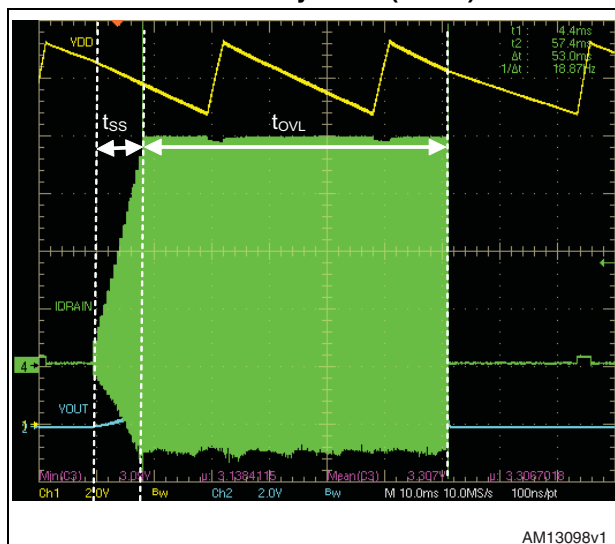 t1 : 4.4ms
t2 : 57.4ms
Δt : 53.0ms
1/Δt : 18.87Hz
VDD
tSS
tOVL
IDRAIN
4
VOUT
2
Min(C3) 3.04V μ: 3.1384115 Mean(C3) 3.307V μ: 3.3067018
Ch1 2.0V Bw Ch2 2.0V Bw M 10.0ms 10.0MS/s 100ns/pt
AM13098v1